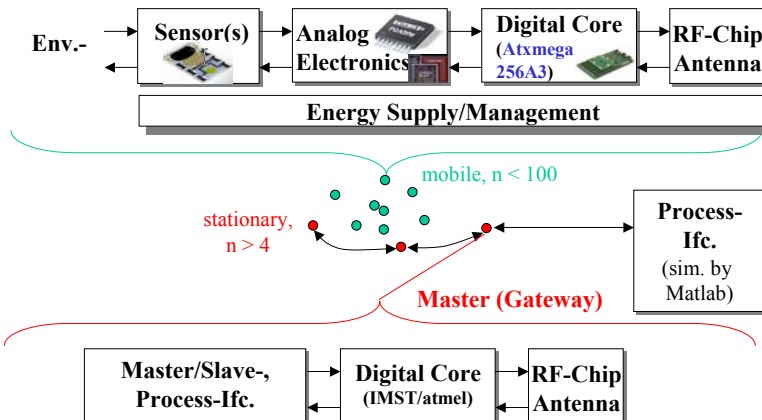 Env.-
Sensor(s)
Analog
Electronics
Digital Core
(Atxmega
256A3)
RF-Chip
Antenna
Energy Supply/Management
mobile, n < 100
stationary,
n > 4
Process-
Ifc.
(sim. by
Matlab)
Master (Gateway)
Master/Slave-,
Process-Ifc.
Digital Core
(IMST/atmel)
RF-Chip
Antenna